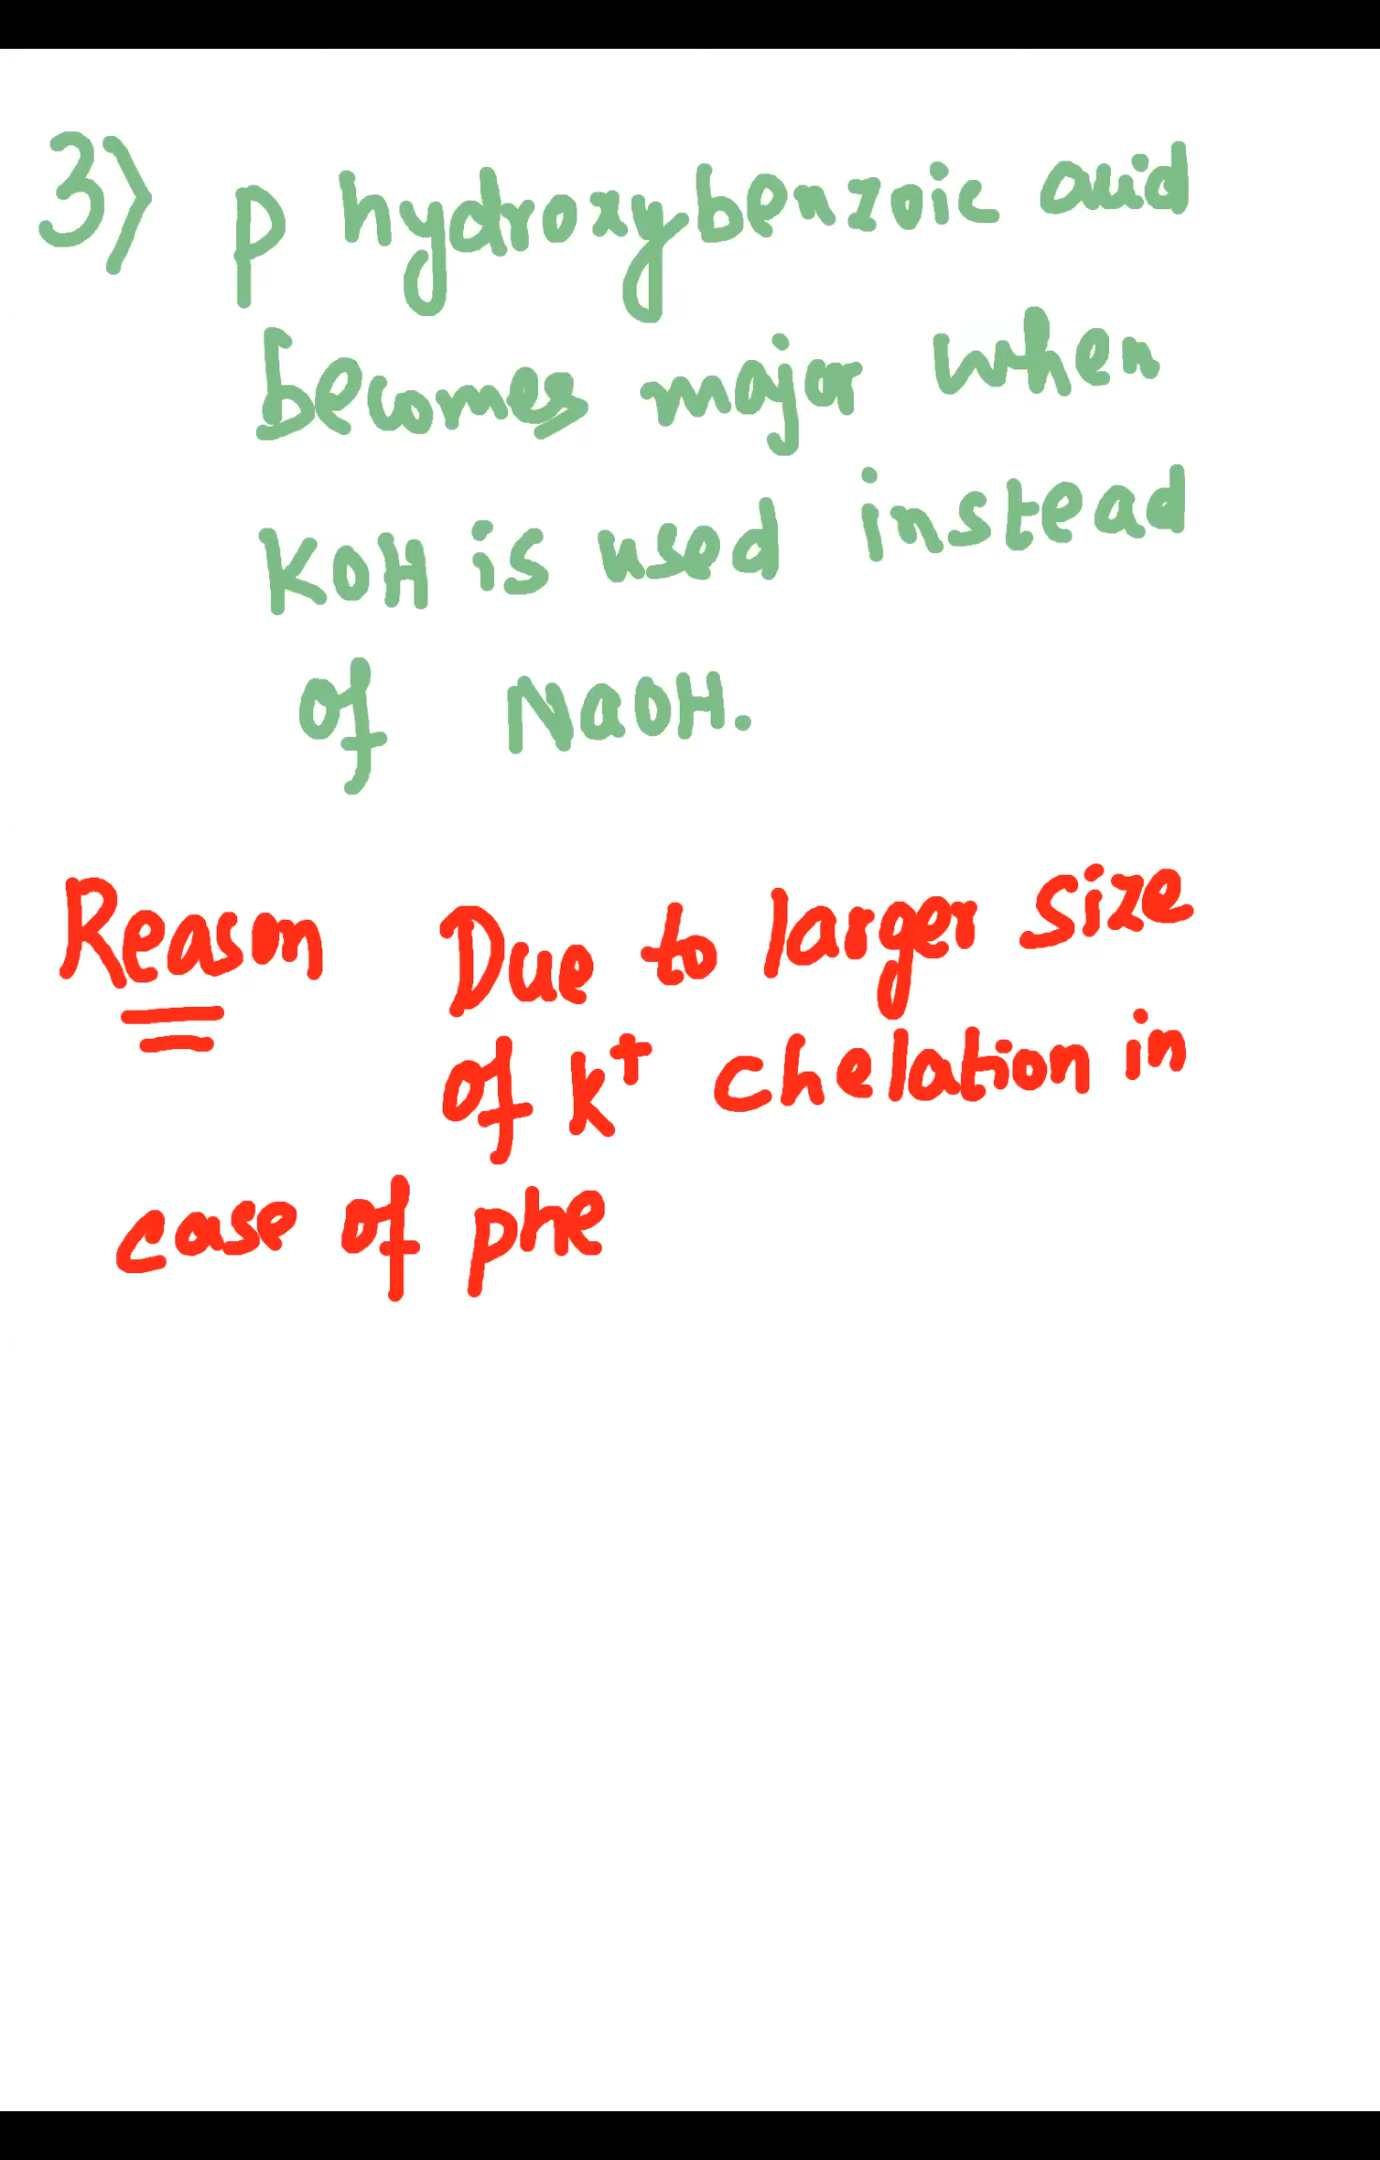 3) p hydroxybenzoic acid
becomes major when
KOH is used instead
of NaOH.
Reason Due to larger size
of K+ chelation in
case of phe